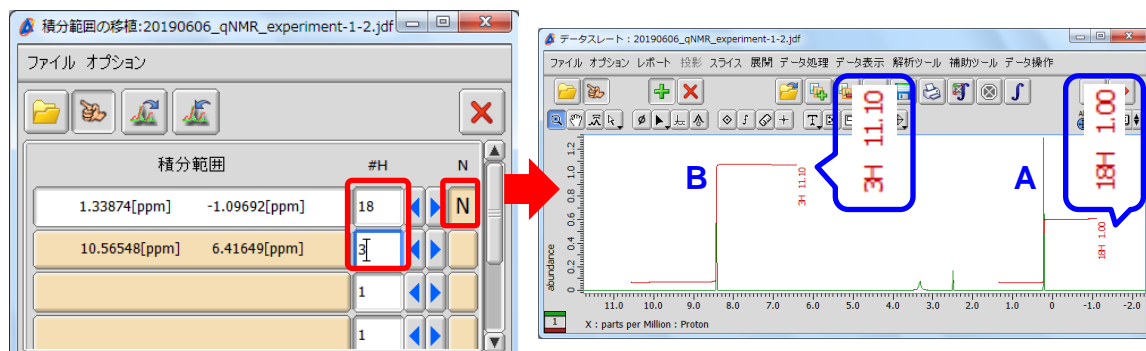 積分範囲の移植:20190606_qNMR_experiment-1-2.jdf
ファイル オプション
積分範囲 #H N
1.33874[ppm] -1.09692[ppm] 18 N
10.56548[ppm] 6.41649[ppm] 3
1
1
データスレート : 20190606_qNMR_experiment-1-2.jdf
ファイル オプション レポート 投影 スライス 展開 データ処理 データ表示 解析ツール 補助ツール データ操作
3H 11.10
18H 1.00
B
A
3H 11.10
18H 1.00
abundance
0 0.2 0.4 0.6 0.8 1.0 1.2
11.0 10.0 9.0 8.0 7.0 6.0 5.0 4.0 3.0 2.0 1.0 0 -1.0 -2.0
1
X : parts per Million : Proton